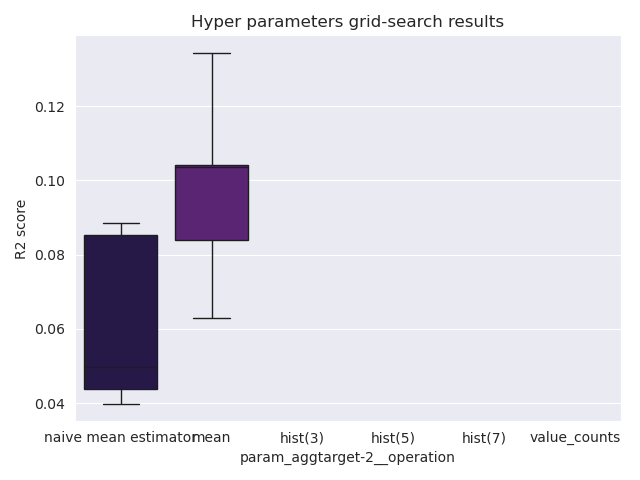 Hyper parameters grid-search results
R2 score
0.12
0.10
0.08
0.06
0.04
naive mean estimator mean hist(3) hist(5) hist(7) value_counts
param_aggtarget-2__operation